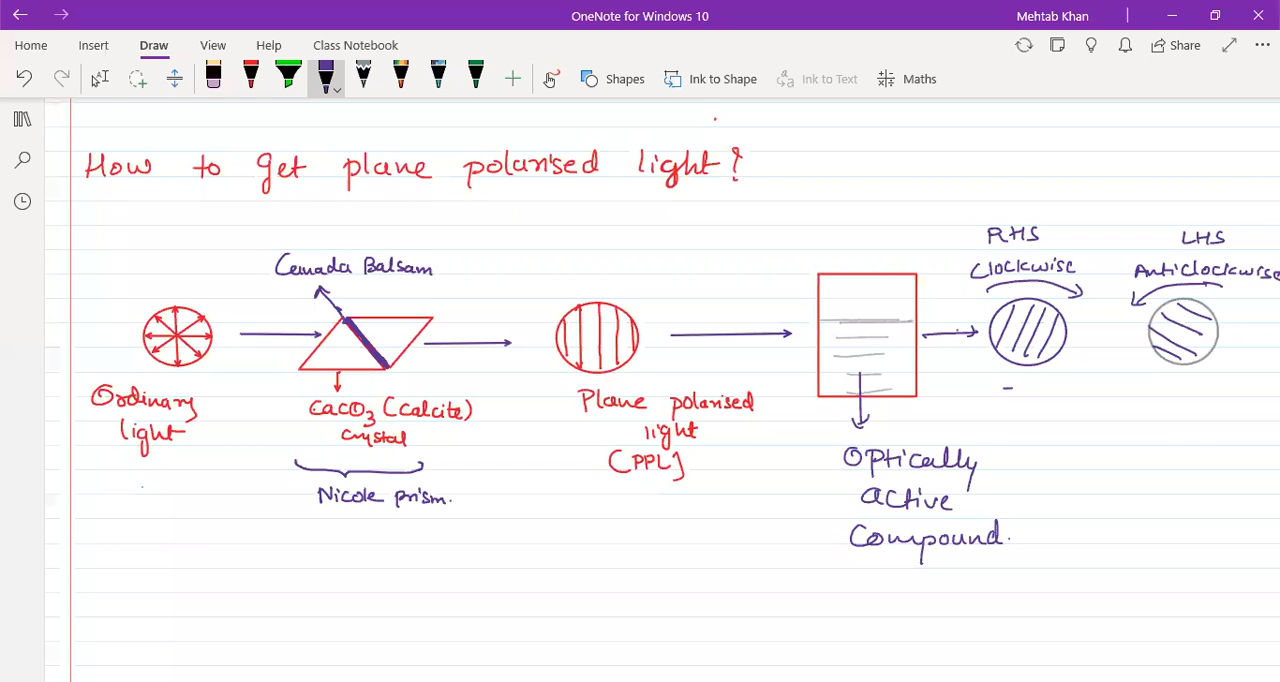 OneNote for Windows 10
Mehtab Khan
Home Insert Draw View Help Class Notebook
Share
Shapes Ink to Shape Ink to Text Maths
How to get plane polarised light?
RHS
LHS
Canada Balsam
Clockwise
Anticlockwise
Ordinary
light
CaCO3 (Calcite)
crystal
Nicole prism.
Plane polarised
light
[PPL]
Optically
active
Compound.